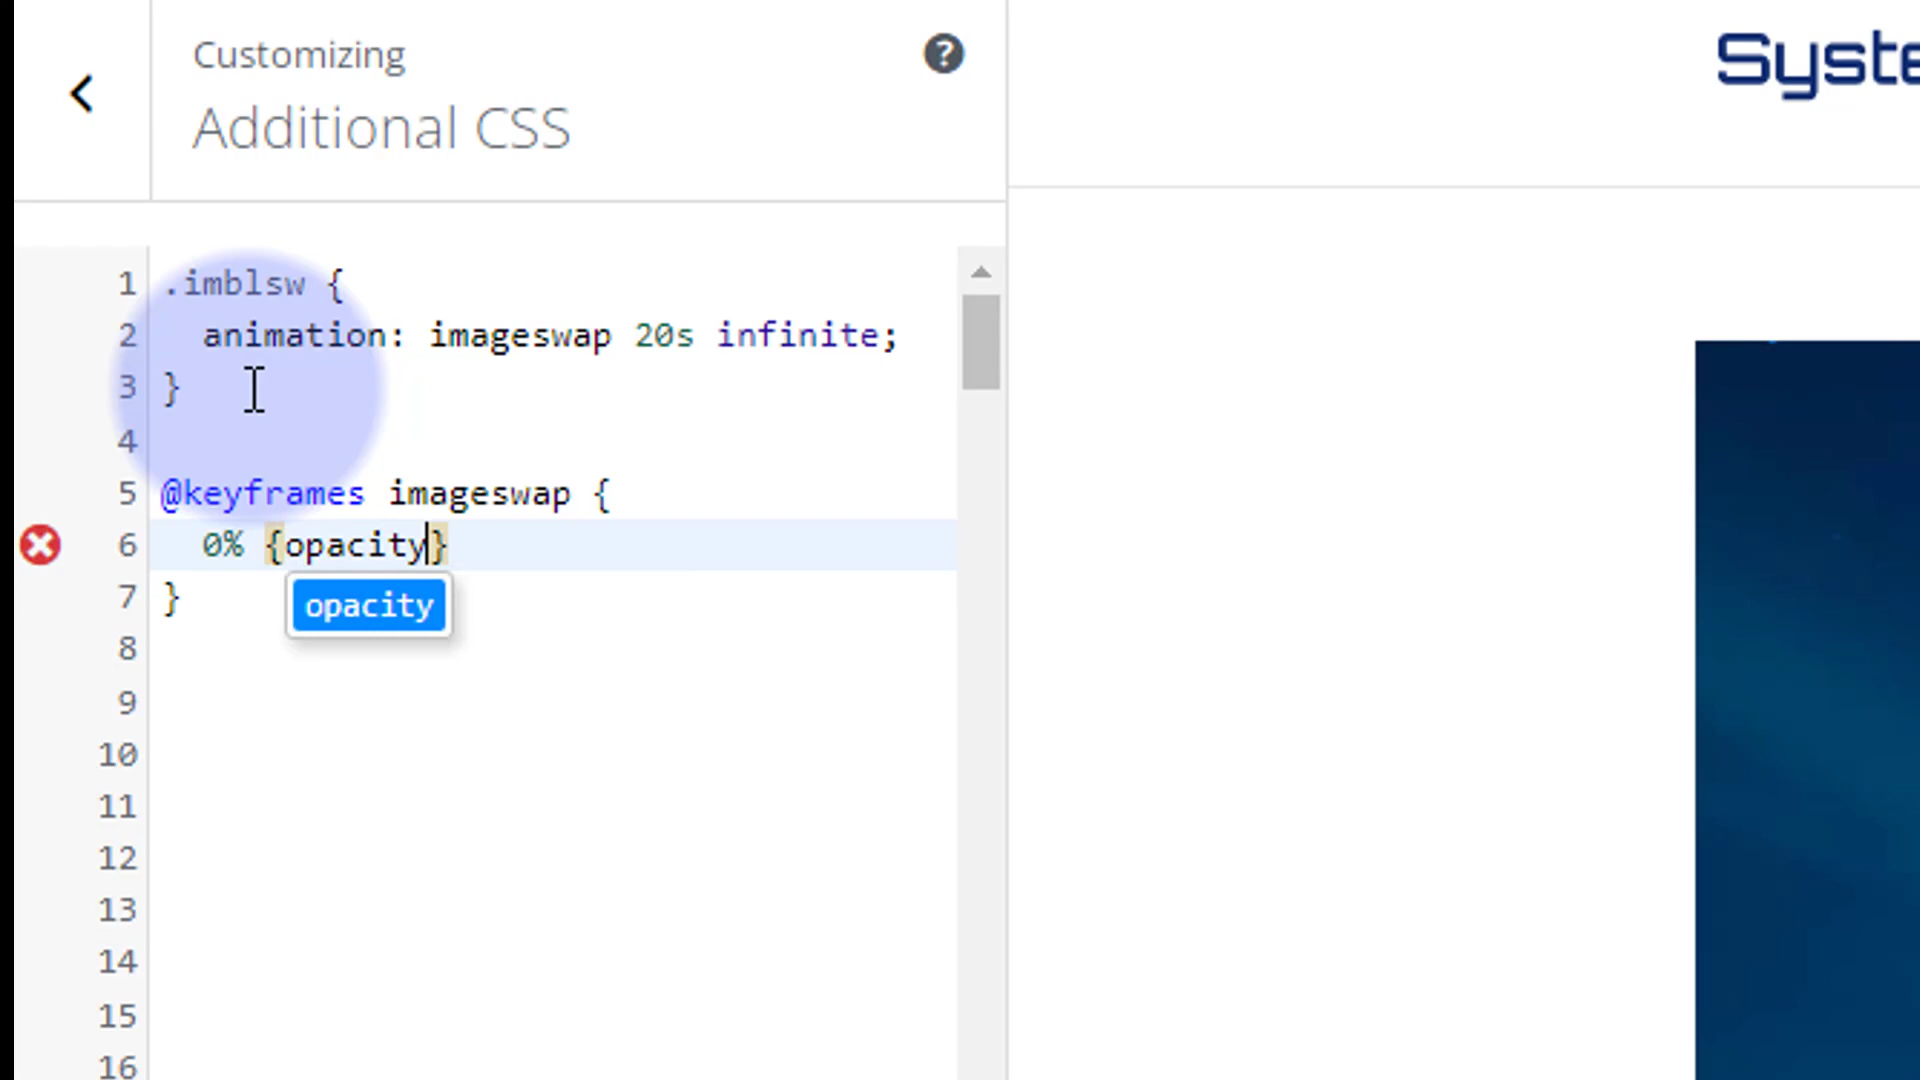 Customizing
Additional CSS
?
Syste
1 .imblsw {
2 animation: imageswap 20s infinite;
3 }
4
5 @keyframes imageswap {
6 0% {opacity}
7 }
opacity
8
9
10
11
12
13
14
15
16